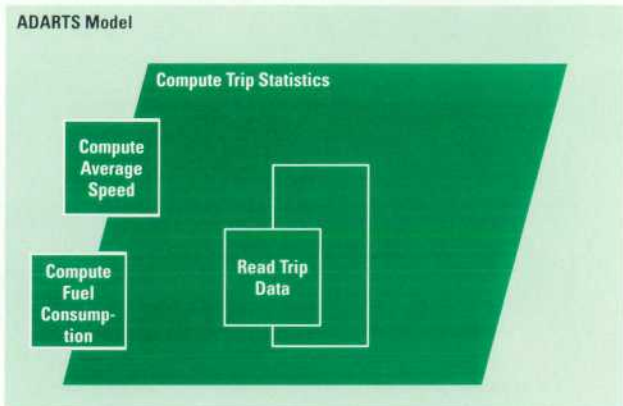 ADARTS Model
Compute Trip Statistics
Compute
Average
Speed
Compute
Fuel
Consump-
tion
Read Trip
Data